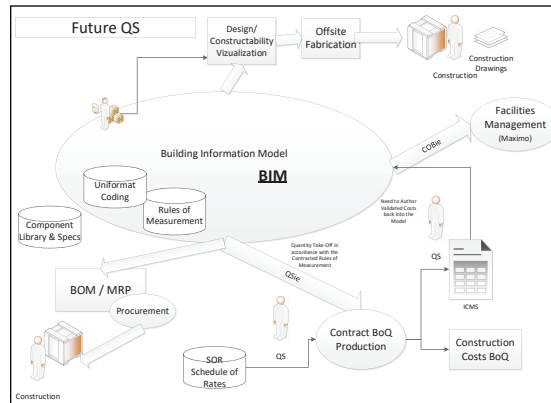 Future QS
Design/
Constructability
Vizualization
Offsite
Fabrication
Construction
Construction
Drawings
Facilities
Management
(Maximo)
COBie
Building Information Model
BIM
Uniformat
Coding
Rules of
Measurement
Component
Library & Specs
Need to Author
Validated Costs
back into the
Model
QS
ICMS
Quantity Take-Off in
accordance with the
Contracted Rules of
Measurement
QSie
BOM / MRP
Procurement
Construction
QS
SOR
Schedule of
Rates
Contract BoQ
Production
Construction
Costs BoQ